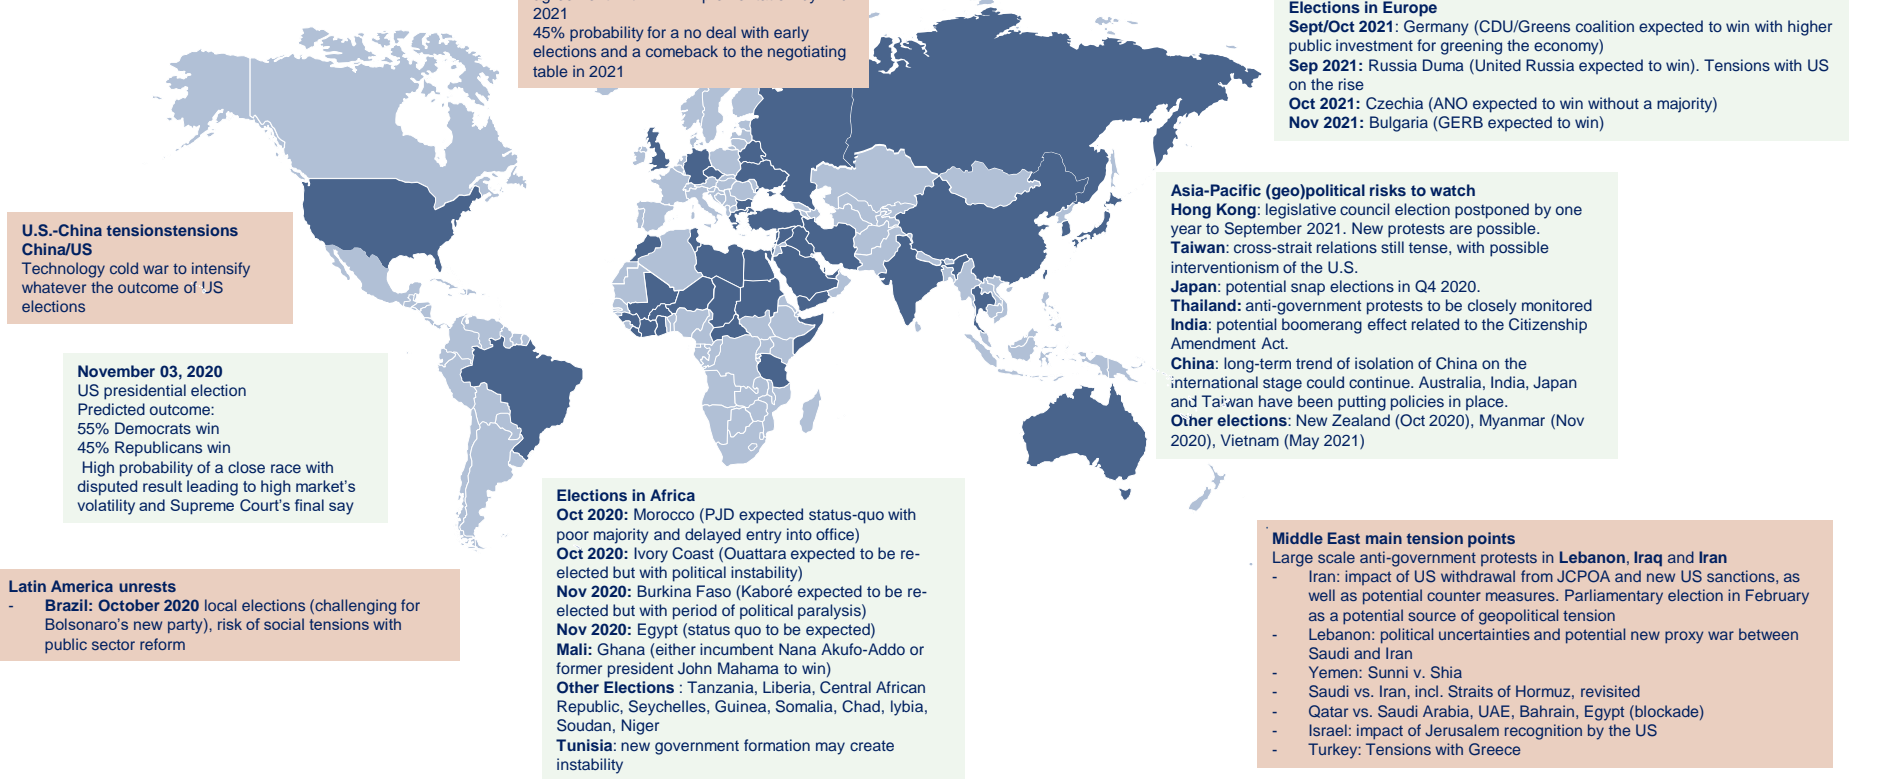 2021
45% probability for a no deal with early
elections and a comeback to the negotiating
table in 2021
Elections in Europe
Sept/Oct 2021: Germany (CDU/Greens coalition expected to win with higher
public investment for greening the economy)
Sep 2021: Russia Duma (United Russia expected to win). Tensions with US
on the rise
Oct 2021: Czechia (ANO expected to win without a majority)
Nov 2021: Bulgaria (GERB expected to win)
Asia-Pacific (geo)political risks to watch
Hong Kong: legislative council election postponed by one
year to September 2021. New protests are possible.
Taiwan: cross-strait relations still tense, with possible
interventionism of the U.S.
Japan: potential snap elections in Q4 2020.
Thailand: anti-government protests to be closely monitored
India: potential boomerang effect related to the Citizenship
Amendment Act.
China: long-term trend of isolation of China on the
international stage could continue. Australia, India, Japan
and Taiwan have been putting policies in place.
Other elections: New Zealand (Oct 2020), Myanmar (Nov
2020), Vietnam (May 2021)
U.S.-China tensionstensions
China/US
Technology cold war to intensify
whatever the outcome of US
elections
November 03, 2020
US presidential election
Predicted outcome:
55% Democrats win
45% Republicans win
High probability of a close race with
disputed result leading to high market's
volatility and Supreme Court's final say
Latin America unrests
- Brazil: October 2020 local elections (challenging for
Bolsonaro's new party), risk of social tensions with
public sector reform
Elections in Africa
Oct 2020: Morocco (PJD expected status-quo with
poor majority and delayed entry into office)
Oct 2020: Ivory Coast (Ouattara expected to be re-
elected but with political instability)
Nov 2020: Burkina Faso (Kaboré expected to be re-
elected but with period of political paralysis)
Nov 2020: Egypt (status quo to be expected)
Mali: Ghana (either incumbent Nana Akufo-Addo or
former president John Mahama to win)
Other Elections : Tanzania, Liberia, Central African
Republic, Seychelles, Guinea, Somalia, Chad, lybia,
Soudan, Niger
Tunisia: new government formation may create
instability
Middle East main tension points
Large scale anti-government protests in Lebanon, Iraq and Iran
- Iran: impact of US withdrawal from JCPOA and new US sanctions, as
well as potential counter measures. Parliamentary election in February
as a potential source of geopolitical tension
- Lebanon: political uncertainties and potential new proxy war between
Saudi and Iran
- Yemen: Sunni v. Shia
- Saudi vs. Iran, incl. Straits of Hormuz, revisited
- Qatar vs. Saudi Arabia, UAE, Bahrain, Egypt (blockade)
- Israel: impact of Jerusalem recognition by the US
- Turkey: Tensions with Greece